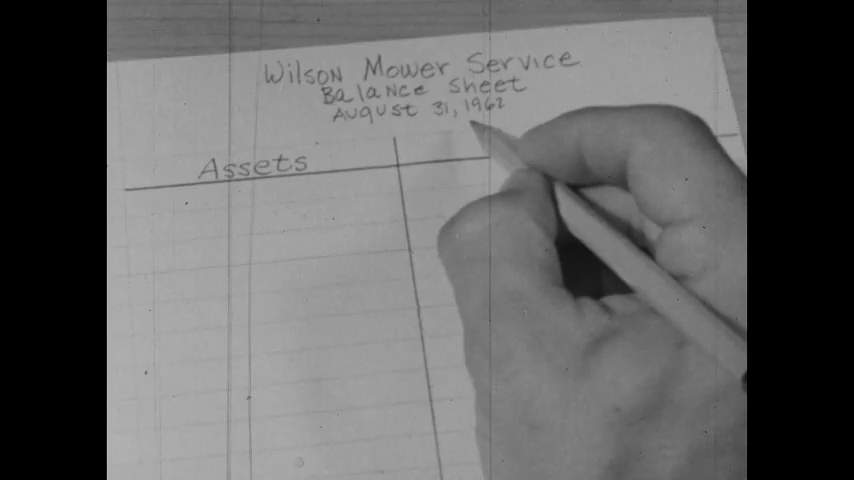 Wilson Mower Service
Balance Sheet
August 31, 1962
Assets